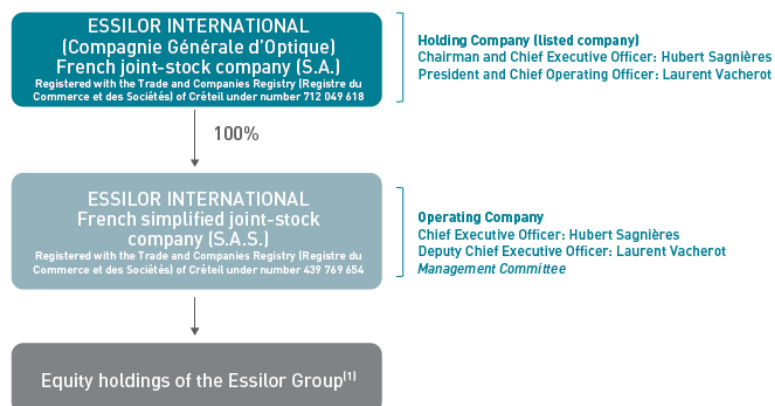 ESSILOR INTERNATIONAL
(Compagnie Générale d'Optique)
French joint-stock company (S.A.)
Registered with the Trade and Companies Registry (Registre du
Commerce et des Sociétés) of Créteil under number 712 049 618
Holding Company (listed company)
Chairman and Chief Executive Officer: Hubert Sagnières
President and Chief Operating Officer: Laurent Vacherot
100%
ESSILOR INTERNATIONAL
French simplified joint-stock
company (S.A.S.)
Registered with the Trade and Companies Registry (Registre du
Commerce et des Sociétés) of Créteil under number 439 769 654
Operating Company
Chief Executive Officer: Hubert Sagnières
Deputy Chief Executive Officer: Laurent Vacherot
Management Committee
Equity holdings of the Essilor Group(1)